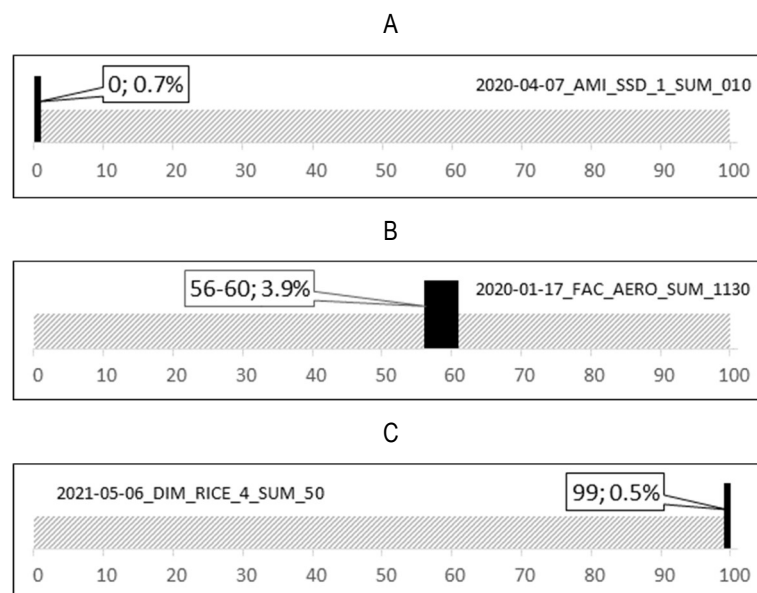 A
0; 0.7%
2020-04-07_AMI_SSD_1_SUM_010
0 10 20 30 40 50 60 70 80 90 100
B
56-60; 3.9%
2020-01-17_FAC_AERO_SUM_1130
0 10 20 30 40 50 60 70 80 90 100
C
2021-05-06_DIM_RICE_4_SUM_50
99; 0.5%
0 10 20 30 40 50 60 70 80 90 100